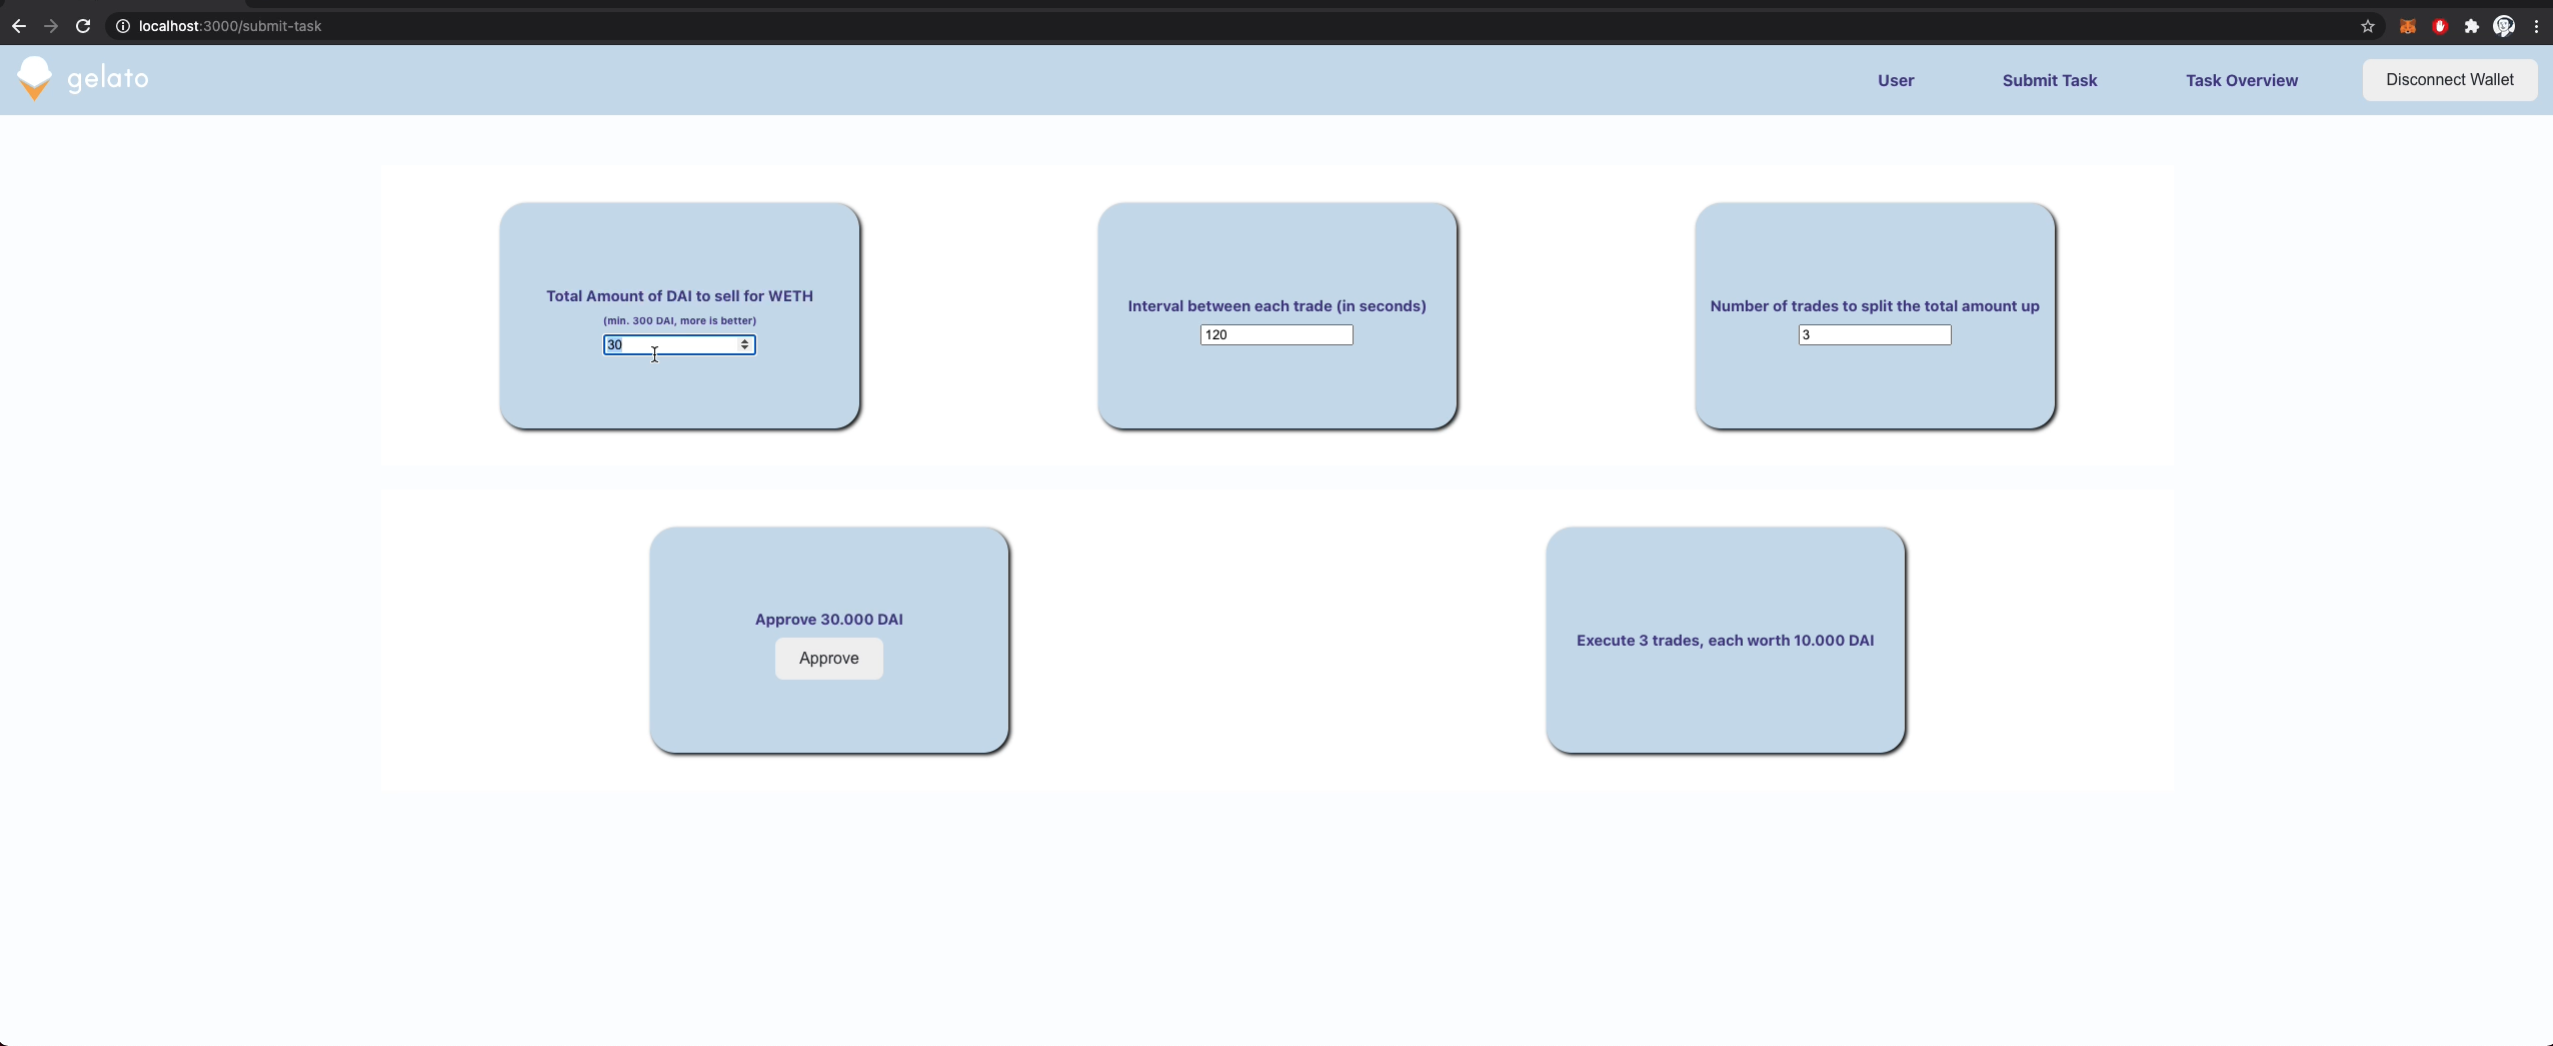 localhost:3000/submit-task
gelato
User
Submit Task
Task Overview
Disconnect Wallet
Total Amount of DAI to sell for WETH
(min. 300 DAI, more is better)
30
Interval between each trade (in seconds)
120
Number of trades to split the total amount up
3
Approve 30.000 DAI
Approve
Execute 3 trades, each worth 10.000 DAI